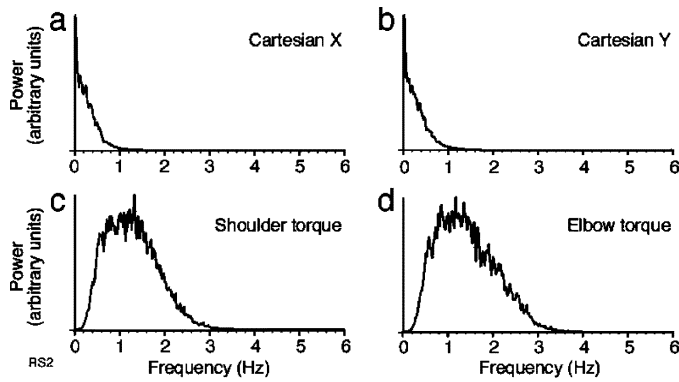 a
Cartesian X
Power
(arbitrary units)
0 1 2 3 4 5 6
b
Cartesian Y
0 1 2 3 4 5 6
c
Shoulder torque
Power
(arbitrary units)
0 1 2 3 4 5 6
Frequency (Hz)
RS2
d
Elbow torque
0 1 2 3 4 5 6
Frequency (Hz)